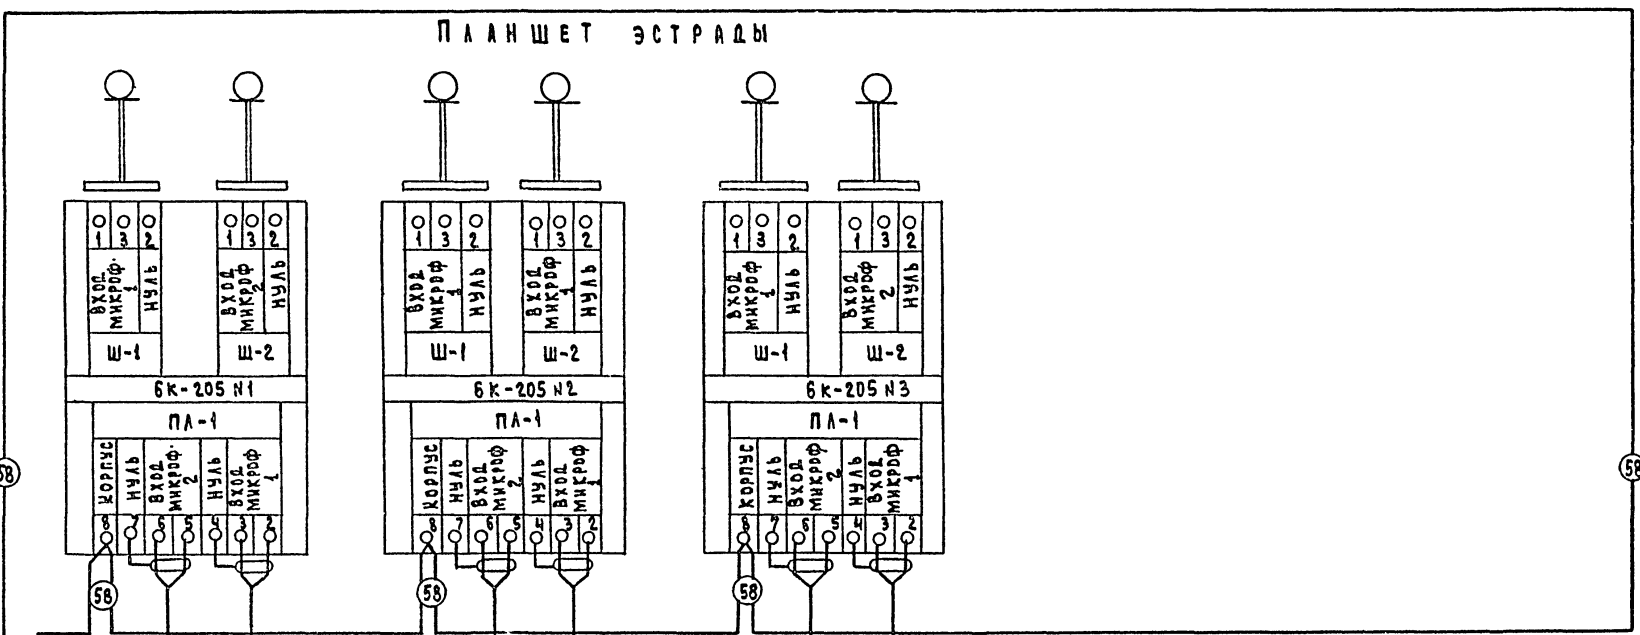 ПЛАНШЕТ ЭСТРАДЫ
1 3 2
ВХОД
МИКРОФ.
1
НУЛЬ
Ш-1
1 3 2
ВХОД
МИКРОФ
2
НУЛЬ
Ш-2
6К-205 N1
ПЛ-1
КОРПУС
НУЛЬ
ВХОД
МИКРОФ.
2
НУЛЬ
ВХОД
МИКРОФ
1
8 7 6 5 4 3 2
58
1 3 2
ВХОД
МИКРОФ
1
НУЛЬ
Ш-1
1 3 2
ВХОД
МИКРОФ
1
НУЛЬ
Ш-2
6К-205 N2
ПЛ-1
КОРПУС
НУЛЬ
ВХОД
МИКРОФ
2
НУЛЬ
ВХОД
МИКРОФ
1
8 7 6 5 4 3 2
58
1 3 2
ВХОД
МИКРОФ
1
НУЛЬ
Ш-1
1 3 2
ВХОД
МИКРОФ
2
НУЛЬ
Ш-2
6К-205 N3
ПЛ-1
КОРПУС
НУЛЬ
ВХОД
МИКРОФ
2
НУЛЬ
ВХОД
МИКРОФ
1
8 7 6 5 4 3 2
58
58
58